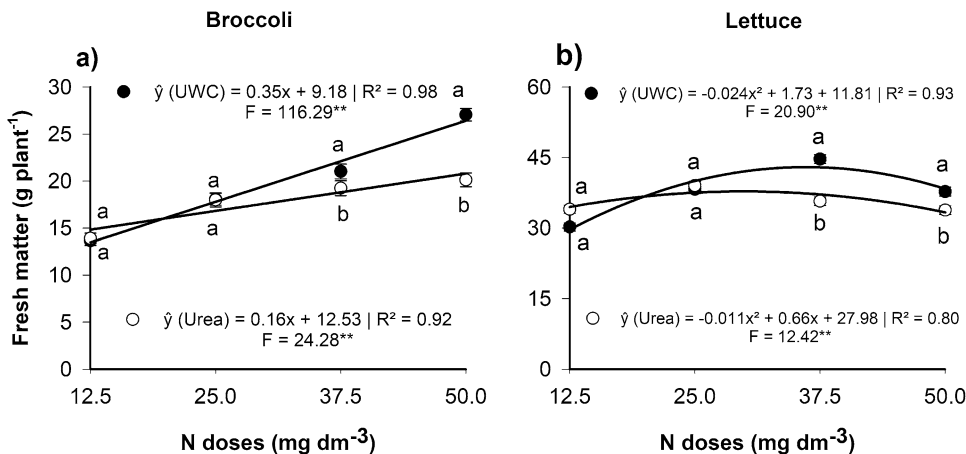 Broccoli
Lettuce
a)
b)
Fresh matter (g plant⁻¹)
30
25
20
15
10
5
0
ŷ (UWC) = 0.35x + 9.18 | R² = 0.98
F = 116.29**
a
a
a
a
a
a
b
b
ŷ (Urea) = 0.16x + 12.53 | R² = 0.92
F = 24.28**
12.5
25.0
37.5
50.0
N doses (mg dm⁻³)
60
45
30
15
0
ŷ (UWC) = -0.024x² + 1.73 + 11.81 | R² = 0.93
F = 20.90**
a
a
a
a
a
a
b
b
ŷ (Urea) = -0.011x² + 0.66x + 27.98 | R² = 0.80
F = 12.42**
12.5
25.0
37.5
50.0
N doses (mg dm⁻³)